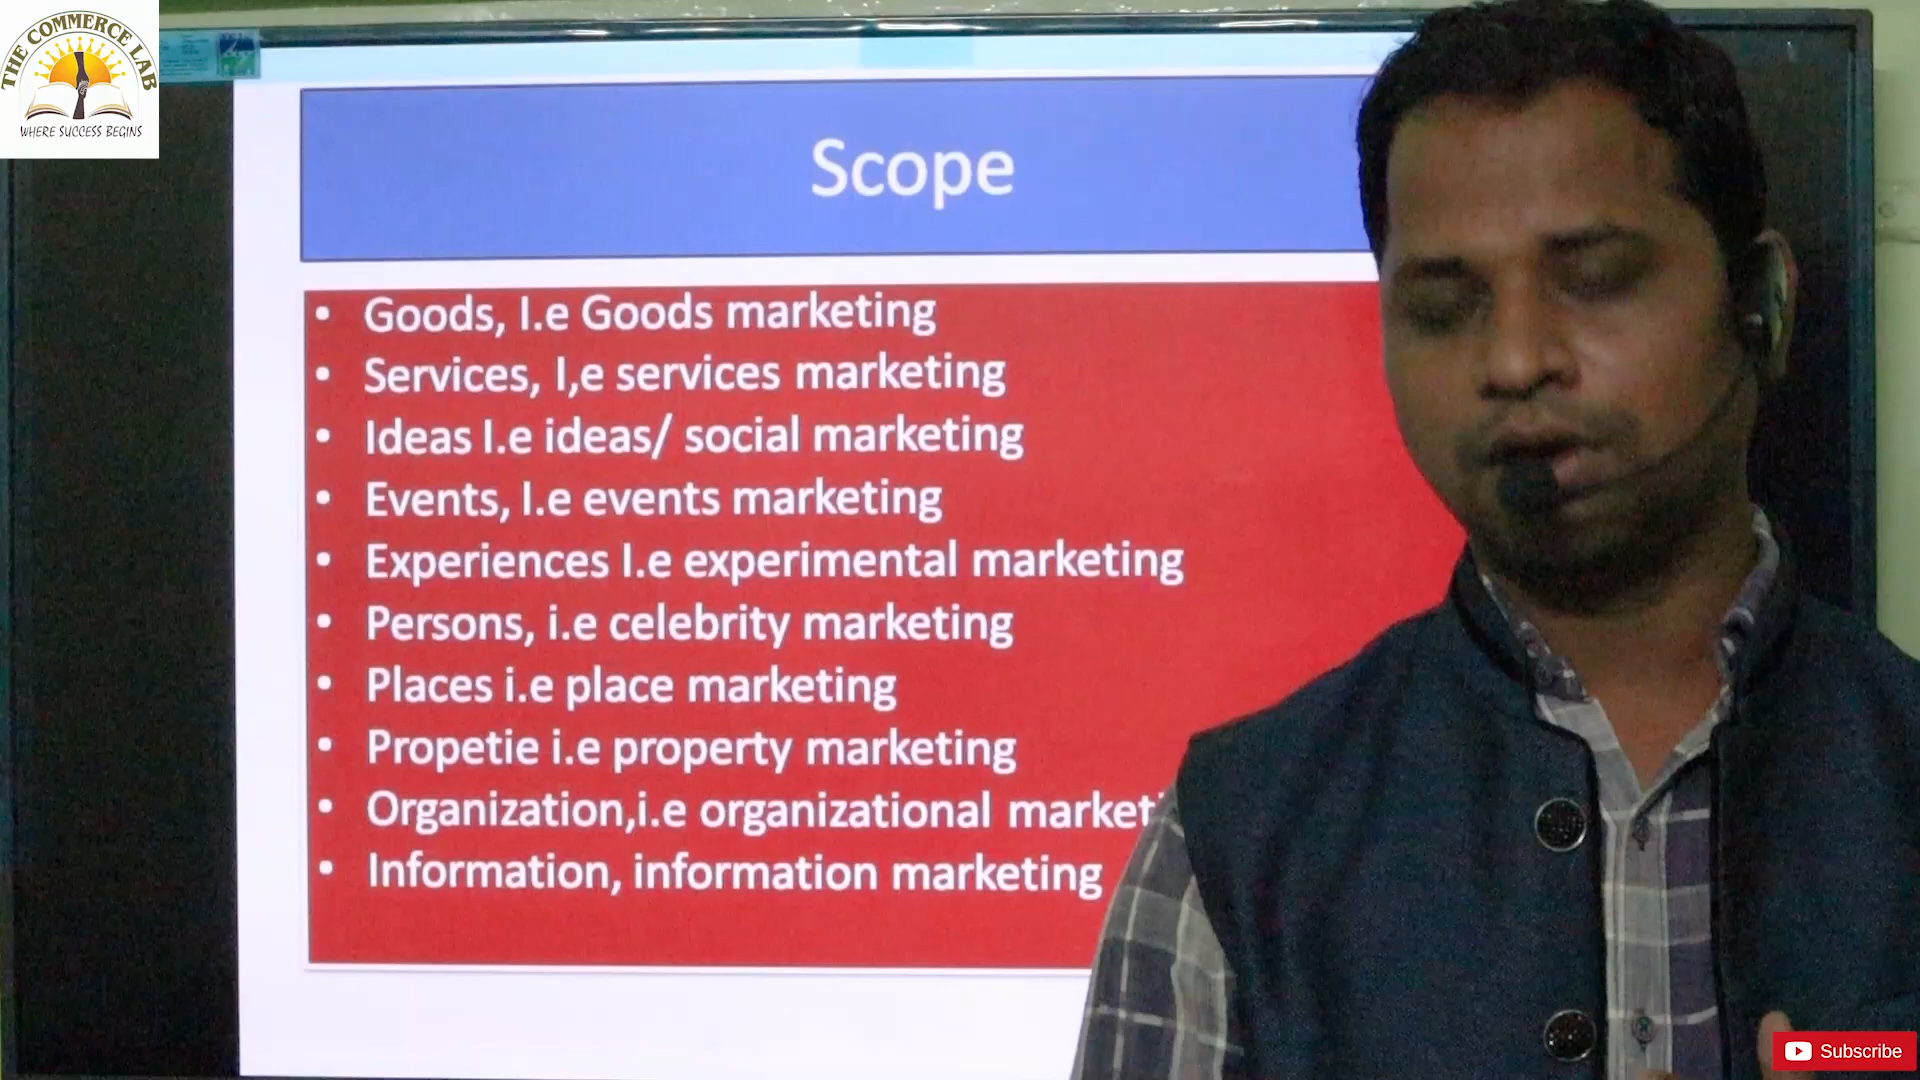 THE COMMERCE LAB
WHERE SUCCESS BEGINS
Scope
• Goods, I.e Goods marketing
• Services, I,e services marketing
• Ideas I.e ideas/ social marketing
• Events, I.e events marketing
• Experiences I.e experimental marketing
• Persons, i.e celebrity marketing
• Places i.e place marketing
• Propetie i.e property marketing
• Organization,i.e organizational marketi
• Information, information marketing
Subscribe